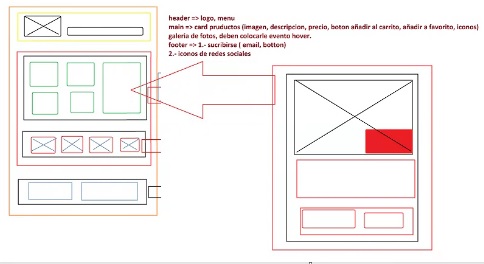 header => logo, menu
main => card pruductos (imagen, descripcion, precio, boton añadir al carrito, añadir a favorito, iconos)
galeria de fotos, deben colocarle evento hover.
footer => 1.- sucribirse ( email, botton)
2.- iconos de redes sociales